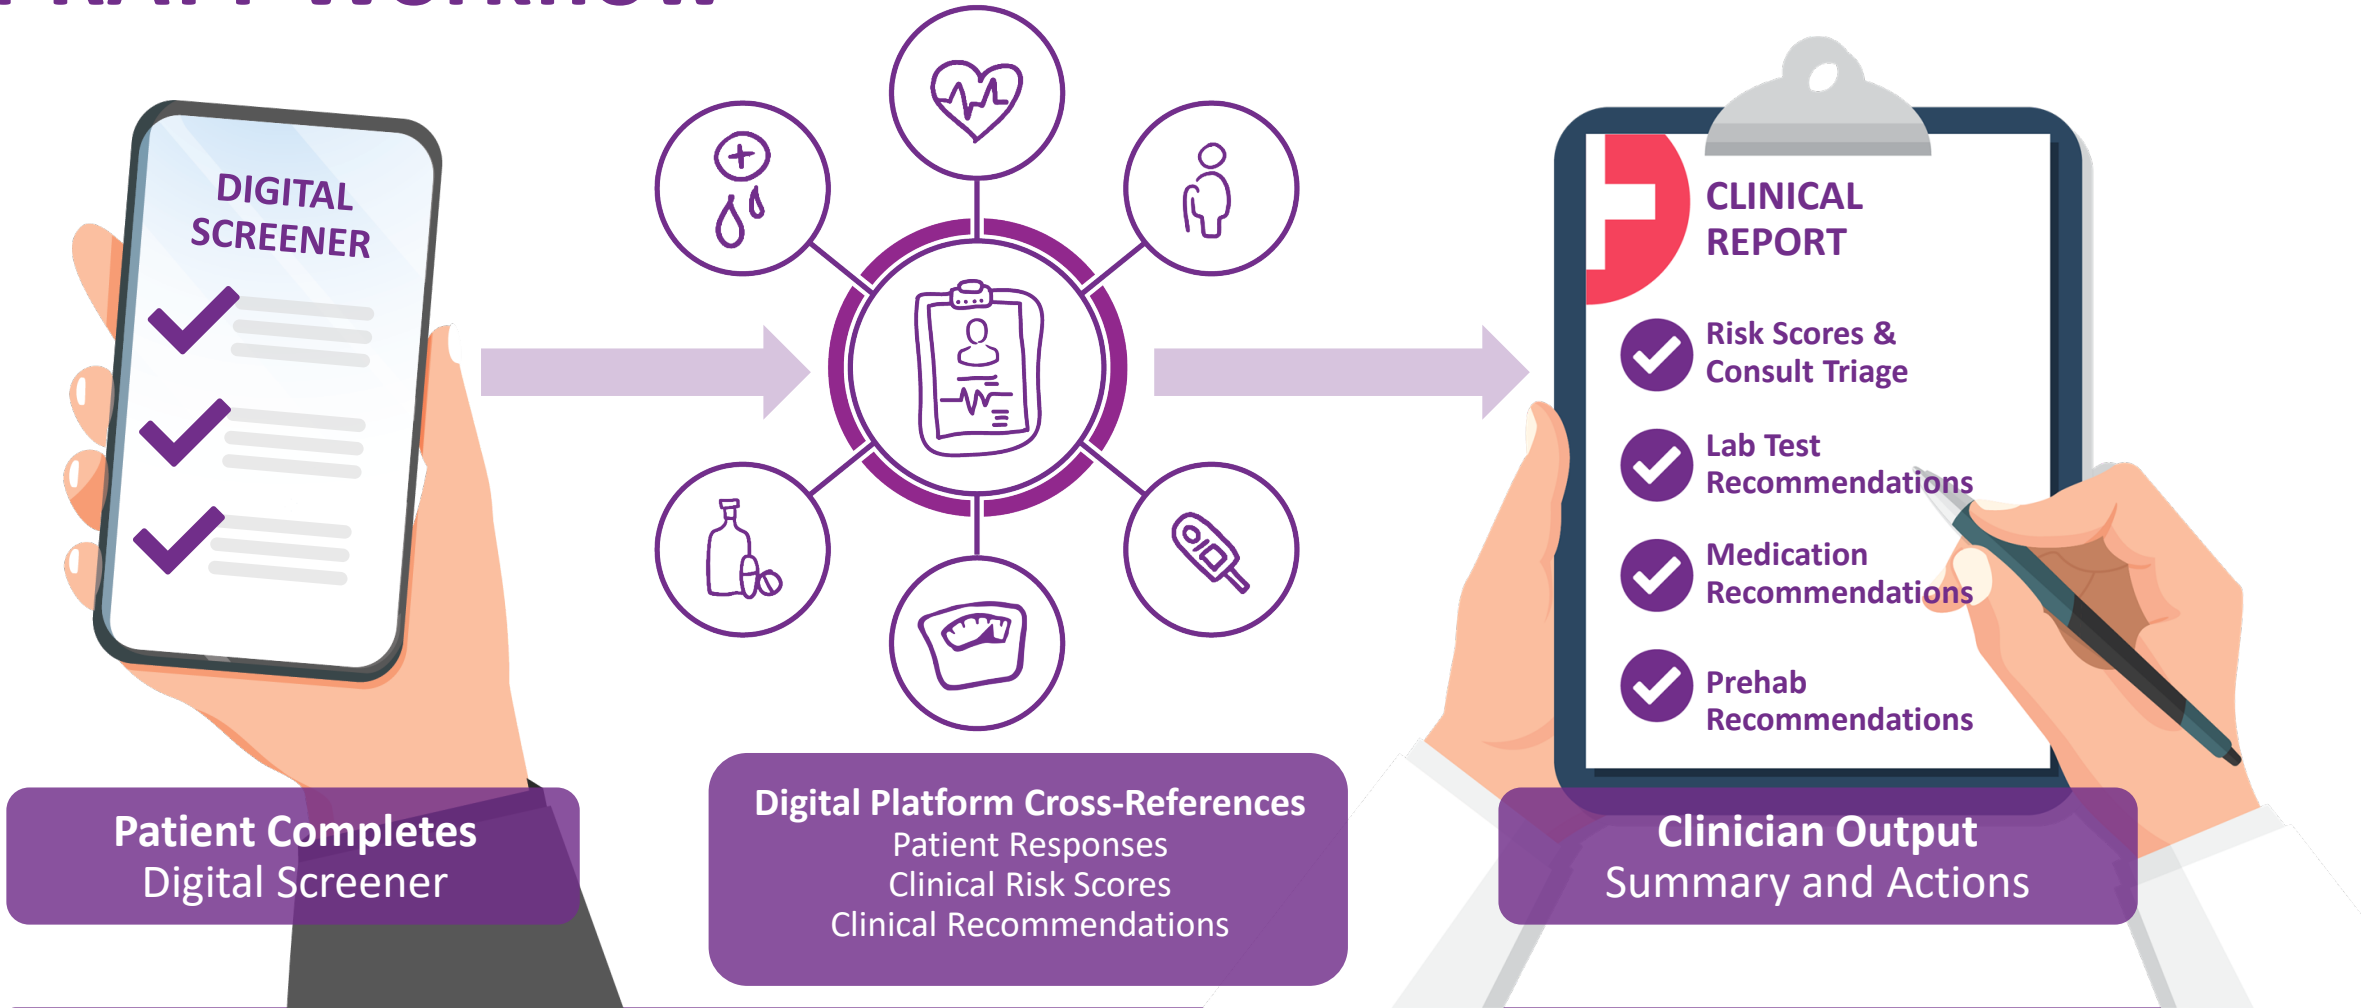 Workflow
DIGITAL
SCREENER
CLINICAL
REPORT
Risk Scores &
Consult Triage
Lab Test
Recommendations
Medication
Recommendations
Prehab
Recommendations
Patient Completes
Digital Screener
Digital Platform Cross-References
Patient Responses
Clinical Risk Scores
Clinical Recommendations
Clinician Output
Summary and Actions